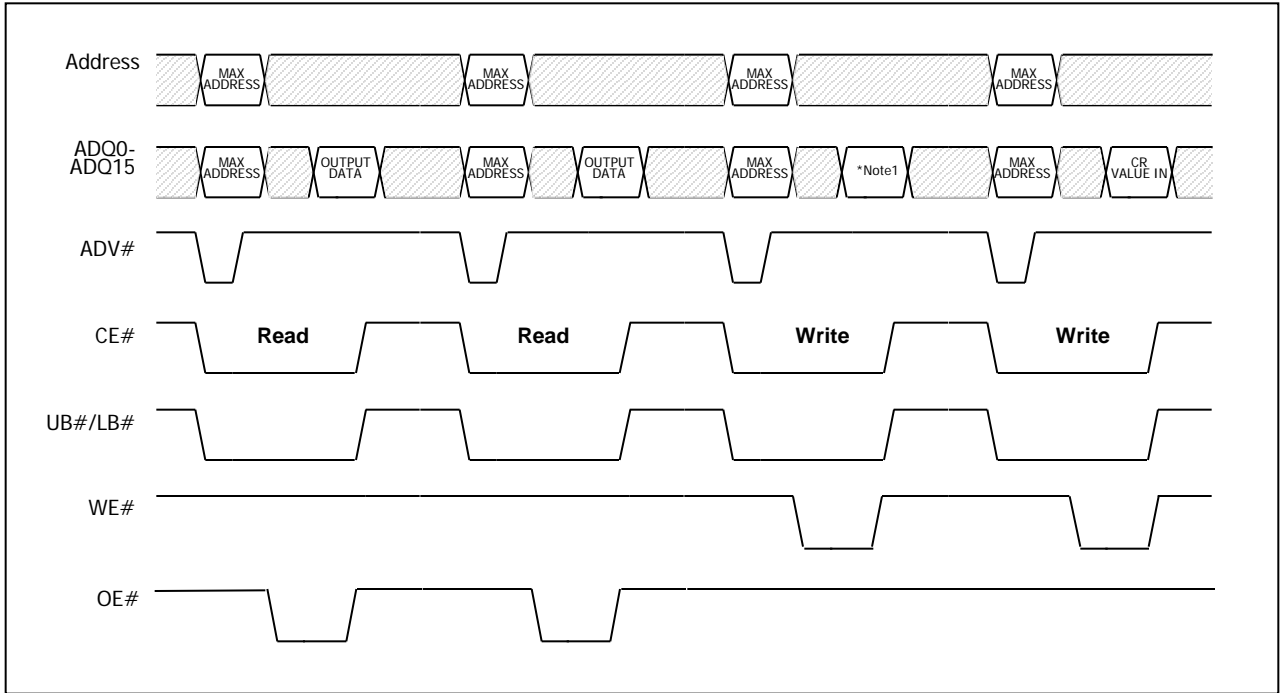 Address
MAX
ADDRESS
MAX
ADDRESS
MAX
ADDRESS
MAX
ADDRESS
ADQ0-
ADQ15
MAX
ADDRESS
OUTPUT
DATA
MAX
ADDRESS
OUTPUT
DATA
MAX
ADDRESS
*Note1
MAX
ADDRESS
CR
VALUE IN
ADV#
CE#
Read
Read
Write
Write
UB#/LB#
WE#
OE#